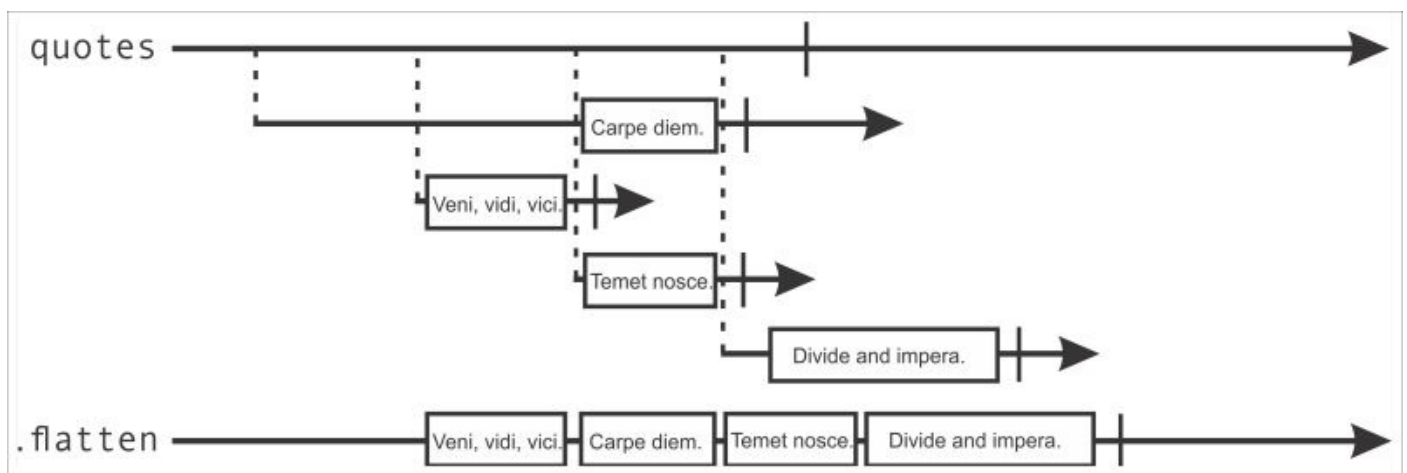 quotes
Carpe diem.
Veni, vidi, vici.
Temet nosce.
Divide and impera.
.flatten Veni, vidi, vici. Carpe diem. Temet nosce. Divide and impera.